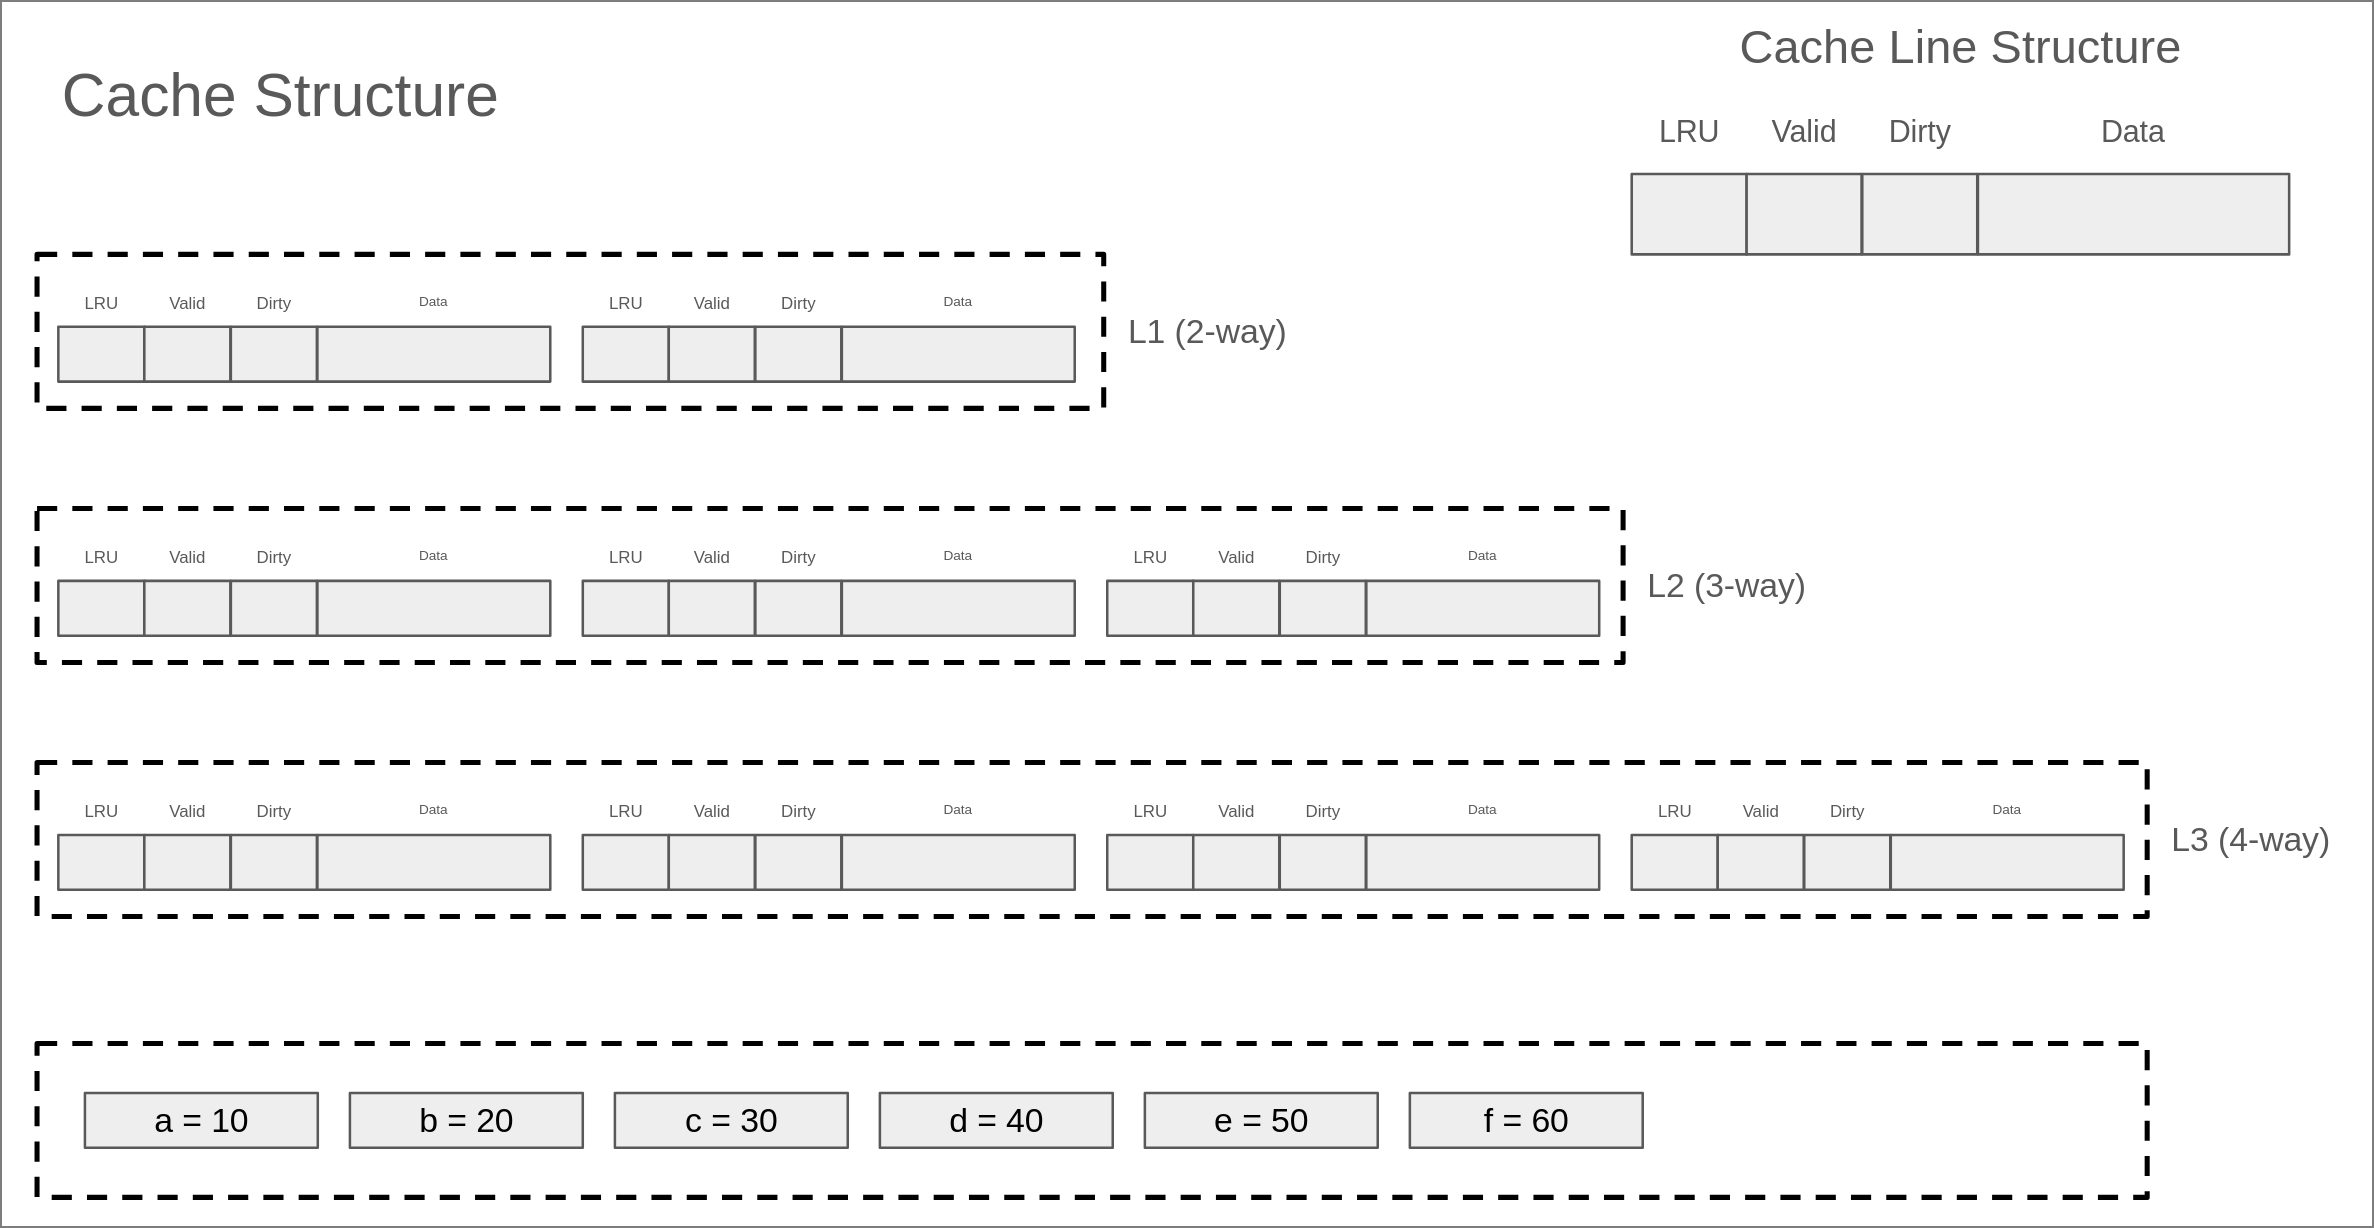 Cache Structure
Cache Line Structure
LRU Valid Dirty Data
LRU Valid Dirty Data LRU Valid Dirty Data
L1 (2-way)
LRU Valid Dirty Data LRU Valid Dirty Data LRU Valid Dirty Data
L2 (3-way)
LRU Valid Dirty Data LRU Valid Dirty Data LRU Valid Dirty Data LRU Valid Dirty Data
L3 (4-way)
a = 10 b = 20 c = 30 d = 40 e = 50 f = 60